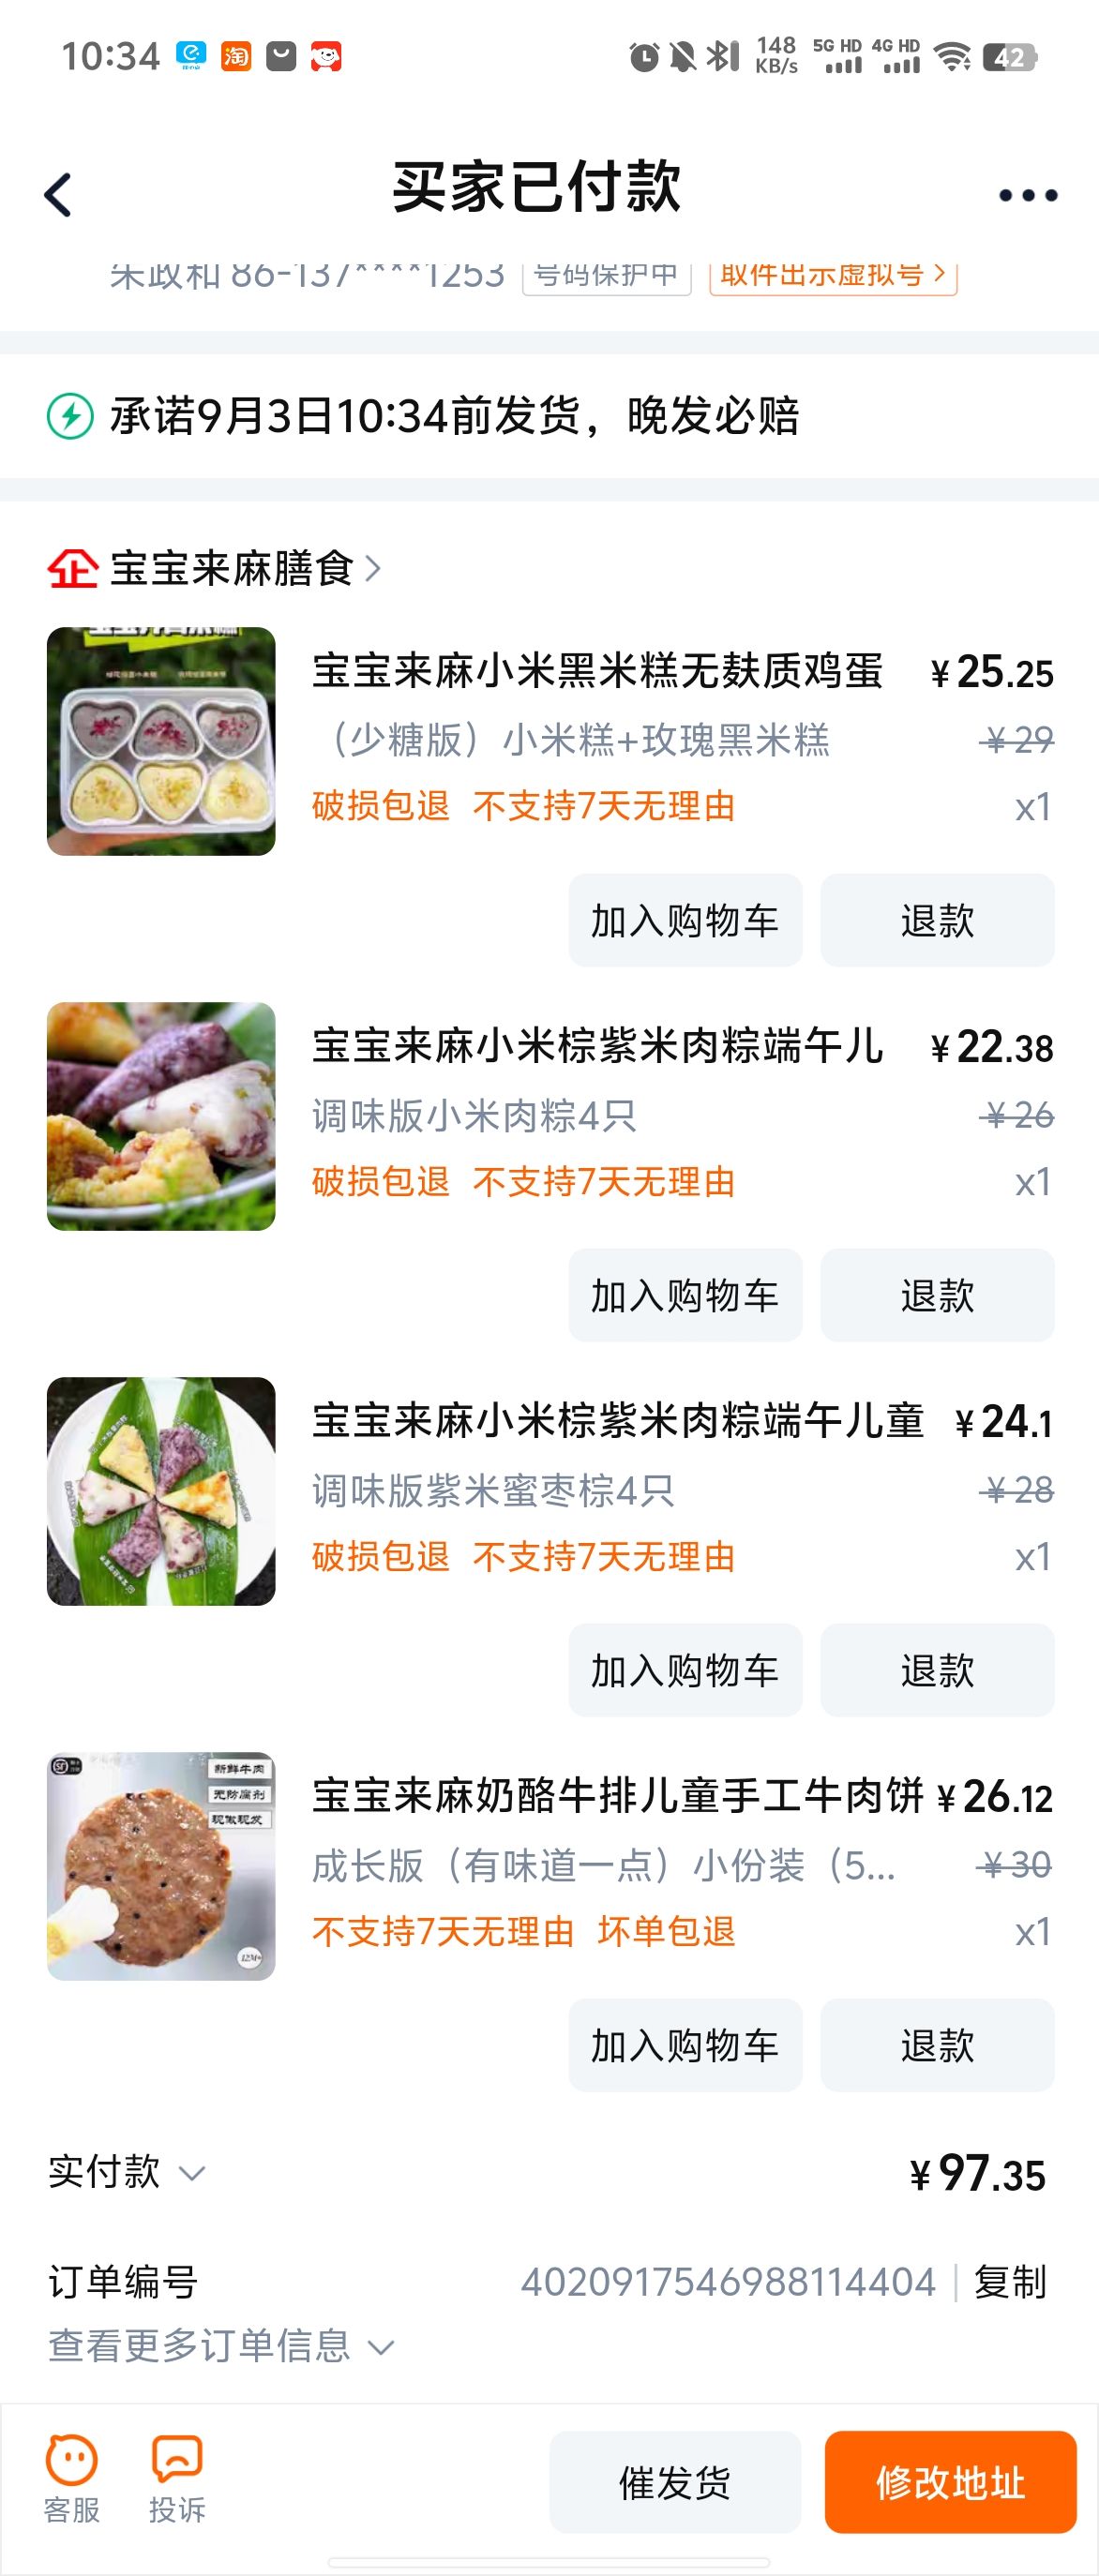 10:34
148 KB/s 5G HD 4G HD 42
买家已付款
朱政和 86-137****1253 号码保护中 取件出示虚拟号
承诺9月3日10:34前发货，晚发必赔
企 宝宝来麻膳食
宝宝来麻小米黑米糕无麸质鸡蛋 ¥25.25
（少糖版）小米糕+玫瑰黑米糕 ¥29
破损包退 不支持7天无理由 x1
加入购物车 退款
宝宝来麻小米棕紫米肉粽端午儿 ¥22.38
调味版小米肉粽4只 ¥26
破损包退 不支持7天无理由 x1
加入购物车 退款
宝宝来麻小米棕紫米肉粽端午儿童 ¥24.1
调味版紫米蜜枣棕4只 ¥28
破损包退 不支持7天无理由 x1
加入购物车 退款
新鲜牛肉
无防腐剂
现做现发
12M+
宝宝来麻奶酪牛排儿童手工牛肉饼 ¥26.12
成长版（有味道一点）小份装（5... ¥30
不支持7天无理由 坏单包退 x1
加入购物车 退款
实付款 ¥97.35
订单编号 4020917546988114404 复制
查看更多订单信息
客服 投诉 催发货 修改地址